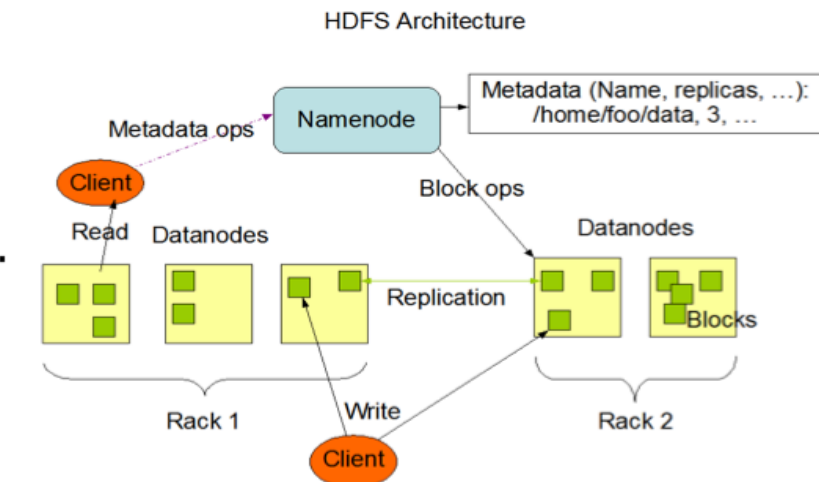 HDFS Architecture
Metadata (Name, replicas, ...):
/home/foo/data, 3, ...
Namenode
Metadata ops
Client
Block ops
Read
Datanodes
Datanodes
Replication
Blocks
Rack 1
Write
Rack 2
Client